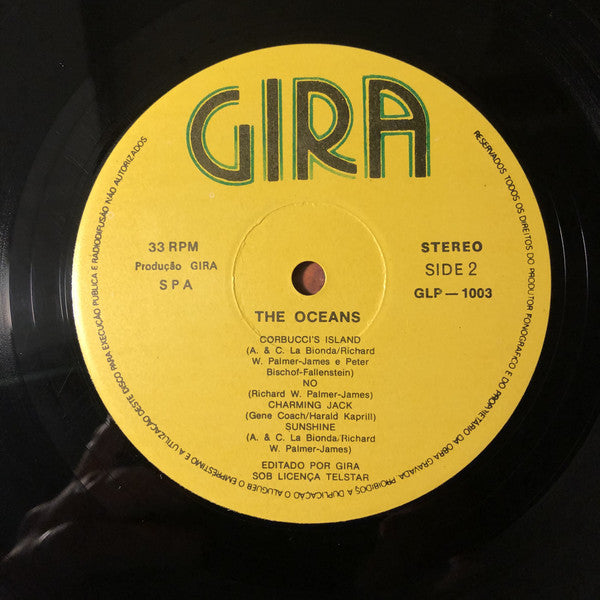 GIRA
33 RPM
Produção GIRA
SPA
STEREO
SIDE 2
GLP — 1003
THE OCEANS
CORBUCCI'S ISLAND
(A. & C. La Bionda/Richard
W. Palmer-James e Peter
Bischof-Fallenstein)
NO
(Richard W. Palmer-James)
CHARMING JACK
(Gene Coach/Harald Kaprill)
SUNSHINE
(A. & C. La Bionda/Richard
W. Palmer-James)
EDITADO POR GIRA
SOB LICENÇA TELSTAR
RESERVADOS TODOS OS DIREITOS DO PRODUTOR FONOGRÁFICO E DO PROPRIETÁRIO DA OBRA GRAVADA PROIBIDOS A DUPLICAÇÃO O ALUGUER O EMPRÉSTIMO E A UTILIZAÇÃO DESTE DISCO PARA EXECUÇÃO PÚBLICA E RADIODIFUSÃO NÃO AUTORIZADOS